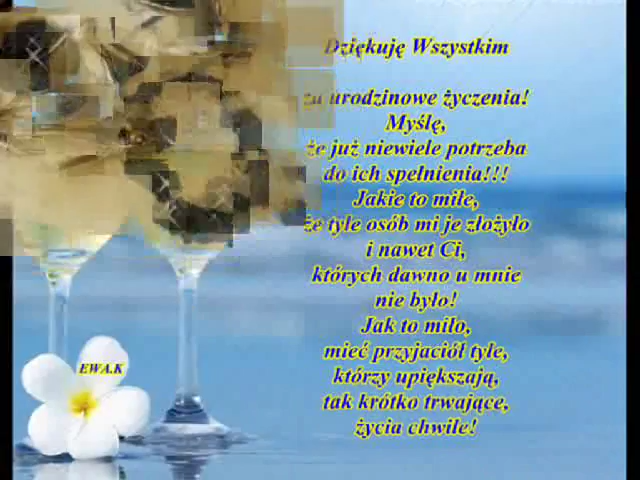 Dziękuję Wszystkim
za urodzinowe życzenia!
Myślę,
że już niewiele potrzeba
do ich spełnienia!!!
Jakie to miłe,
że tyle osób mi je złożyło
i nawet Ci,
których dawno u mnie
nie było!
Jak to miło,
mieć przyjaciół tyle,
którzy upiększają,
tak krótko trwające,
życia chwile!
EWA.K